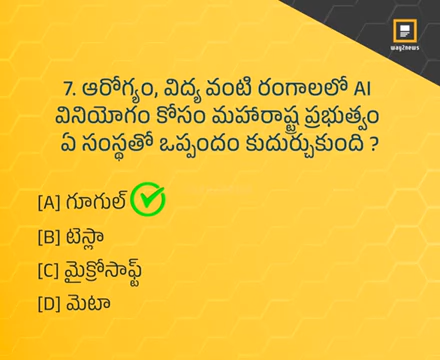 way2news
7. ఆరోగ్యం, విద్య వంటి రంగాలలో AI
వినియోగం కోసం మహారాష్ట్ర ప్రభుత్వం
ఏ సంస్థతో ఒప్పందం కుదుర్చుకుంది ?
[A] గూగుల్
[B] టెస్లా
[C] మైక్రోసాఫ్ట్
[D] మెటా